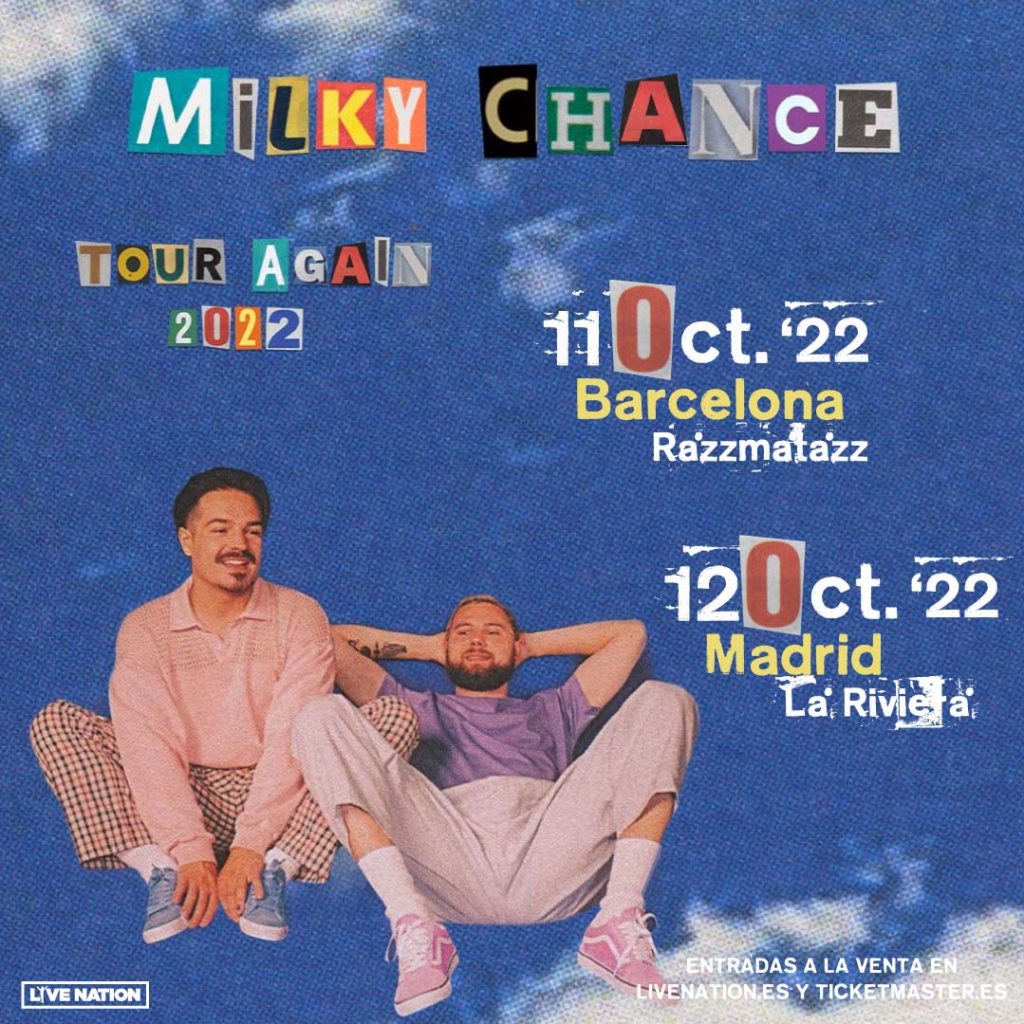 MiLKY CHANCE
TOUR AGAIN
2022
11 Oct. ‘22
Barcelona
Razzmatazz
12 Oct. ‘22
Madrid
La Riviera
ENTRADAS A LA VENTA EN
LIVENATION.ES Y TICKETMASTER.ES
LIVE NATION